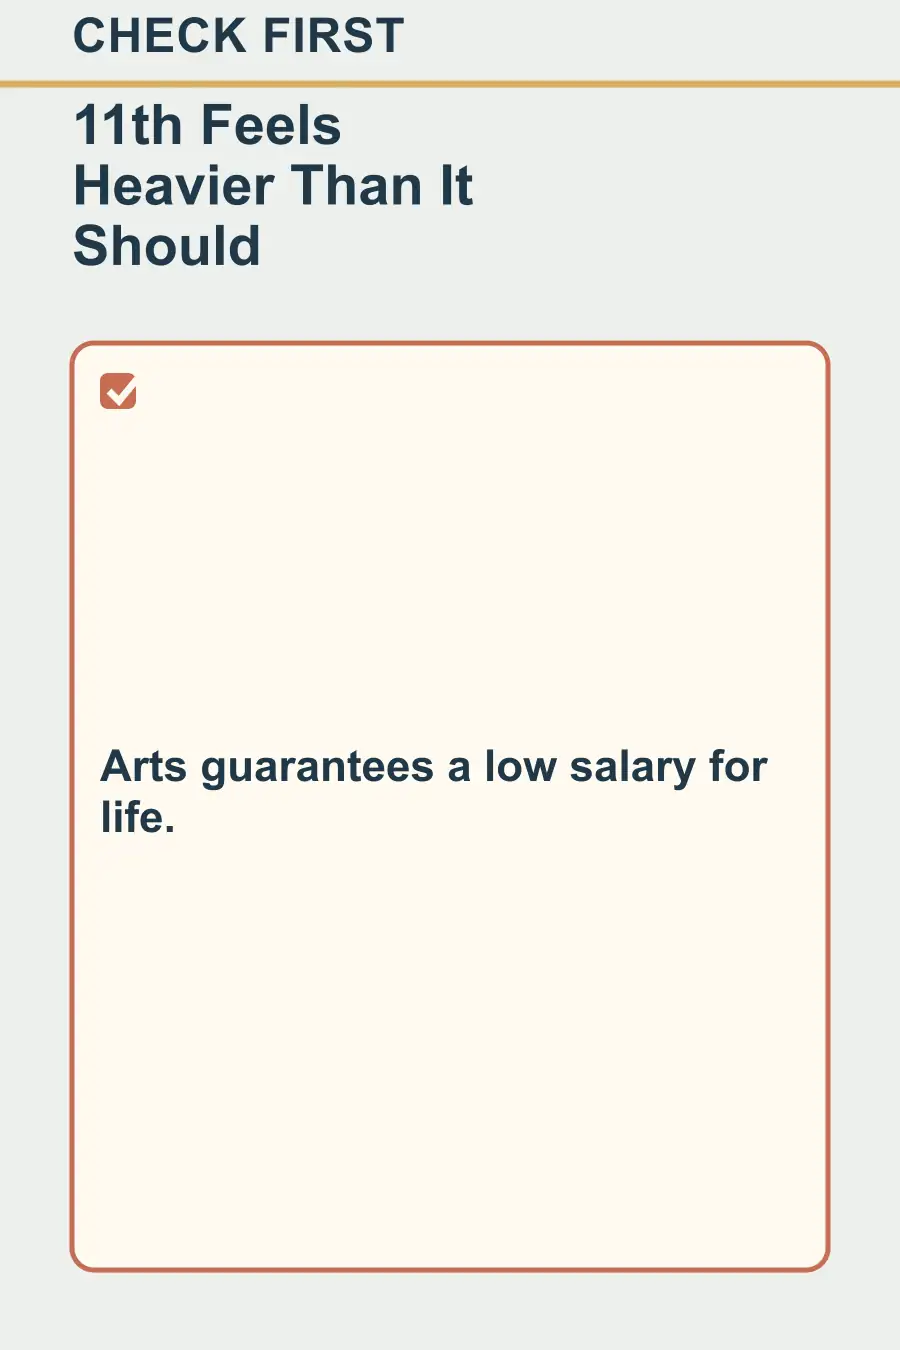 CHECK FIRST
11th Feels
Heavier Than It
Should
Arts guarantees a low salary for
life.